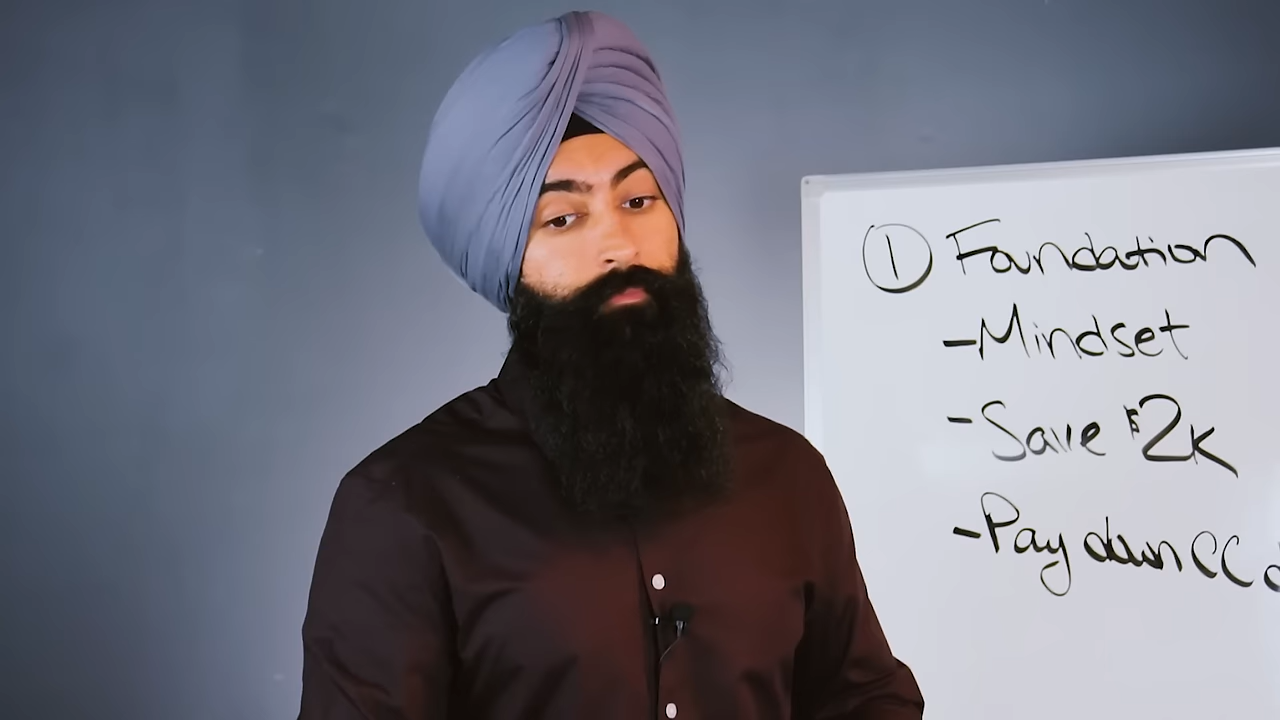 ① Foundation
-Mindset
-Save $2k
-Pay down CC